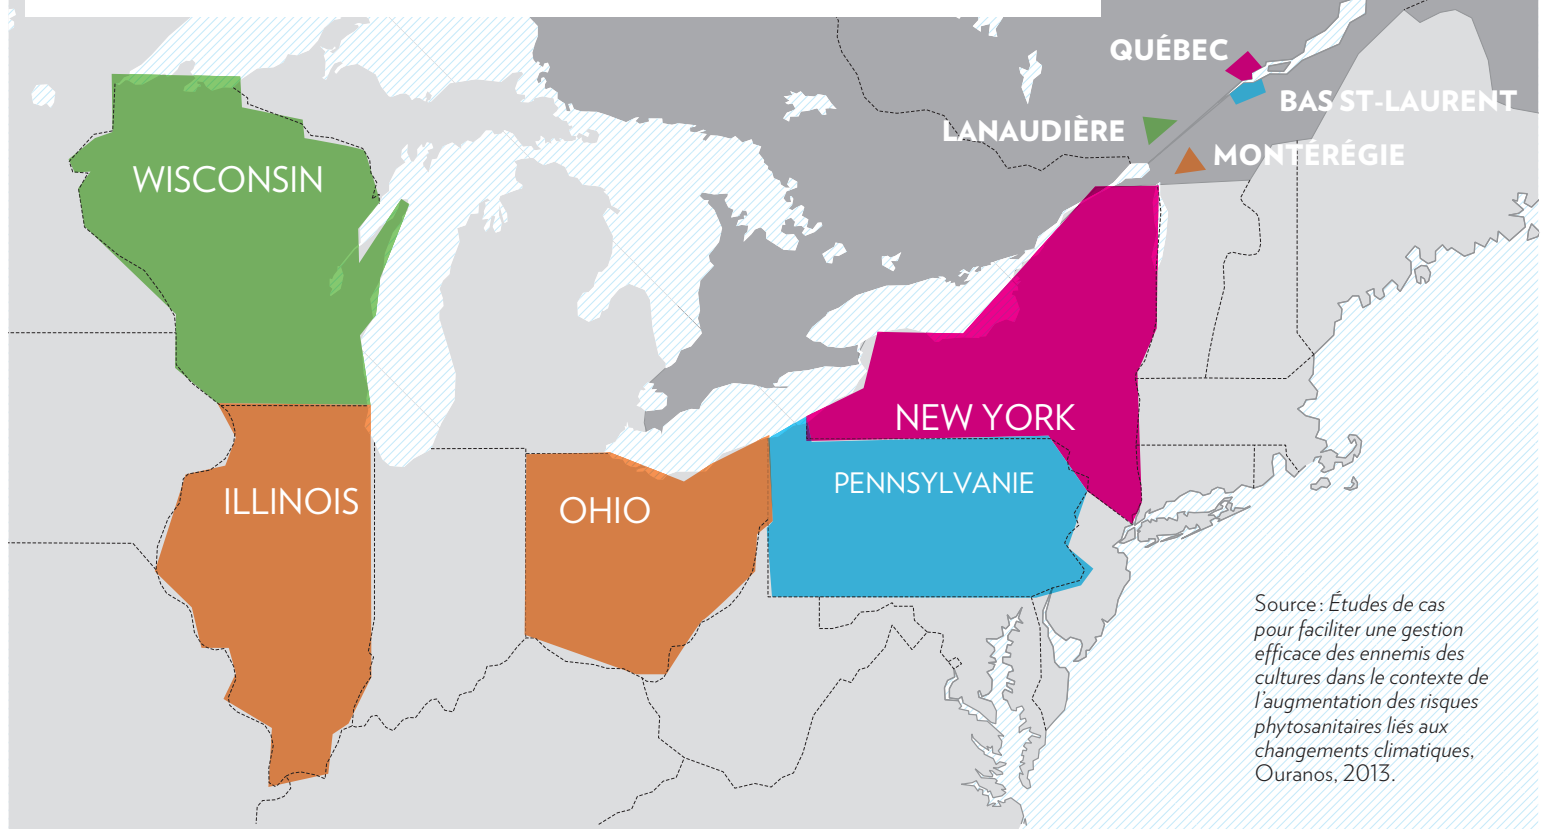 QUÉBEC
BAS ST-LAURENT
LANAUDIÈRE
MONTÉRÉGIE
WISCONSIN
NEW YORK
PENNSYLVANIE
ILLINOIS
OHIO
Source : Études de cas
pour faciliter une gestion
efficace des ennemis des
cultures dans le contexte de
l’augmentation des risques
phytosanitaires liés aux
changements climatiques,
Ouranos, 2013.